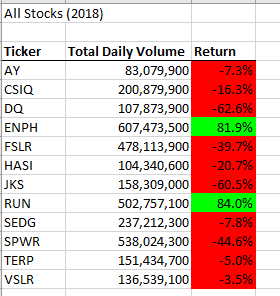 All Stocks (2018)
Ticker Total Daily Volume Return
AY 83,079,900 -7.3%
CSIQ 200,879,900 -16.3%
DQ 107,873,900 -62.6%
ENPH 607,473,500 81.9%
FSLR 478,113,900 -39.7%
HASI 104,340,600 -20.7%
JKS 158,309,000 -60.5%
RUN 502,757,100 84.0%
SEDG 237,212,300 -7.8%
SPWR 538,024,300 -44.6%
TERP 151,434,700 -5.0%
VSLR 136,539,100 -3.5%